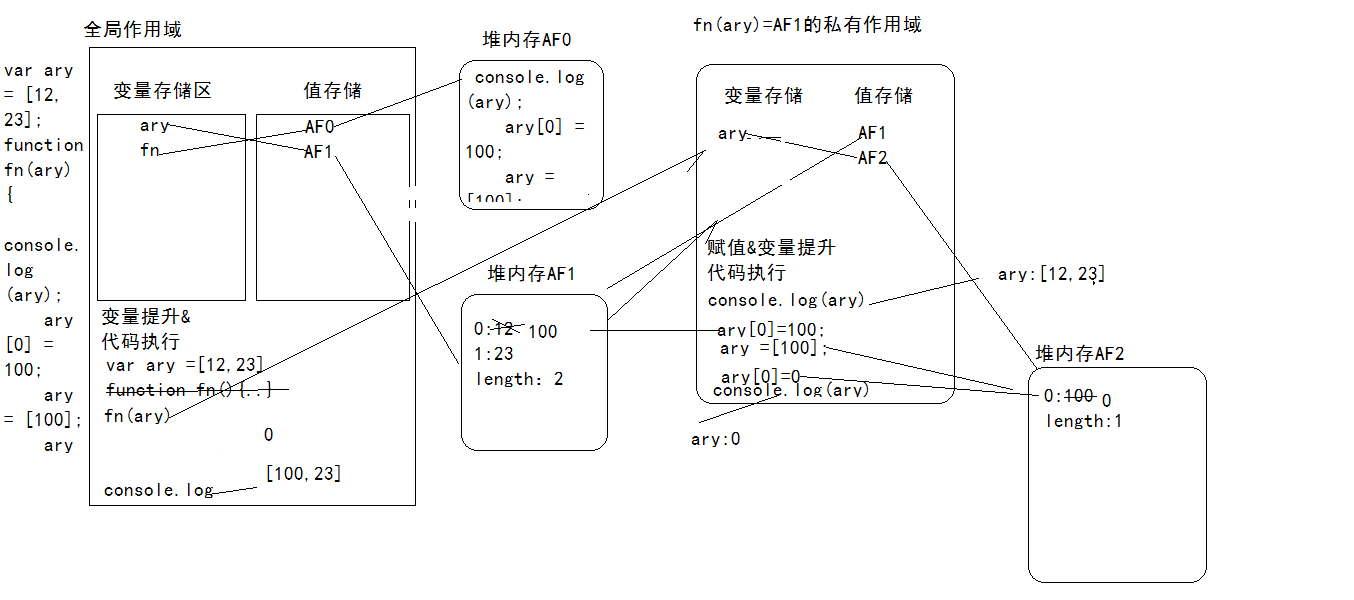 全局作用域
var ary
= [12,
23];
function
fn(ary)
{
console.
log
(ary);
ary
[0] =
100;
ary
= [100];
ary
变量存储区
值存储
ary
AF0
fn
AF1
变量提升&
代码执行
var ary =[12,23]
function fn(){..}
fn(ary)
0
[100,23]
console.log
堆内存AF0
console.log
(ary);
ary[0] =
100;
ary =
[100];
堆内存AF1
0:12 100
1:23
length: 2
fn(ary)=AF1的私有作用域
变量存储
值存储
ary
AF1
AF2
赋值&变量提升
代码执行
console.log(ary)
ary:[12,23]
ary[0]=100;
ary =[100];
ary[0]=0
console.log(ary)
ary:0
堆内存AF2
0:100 0
length:1